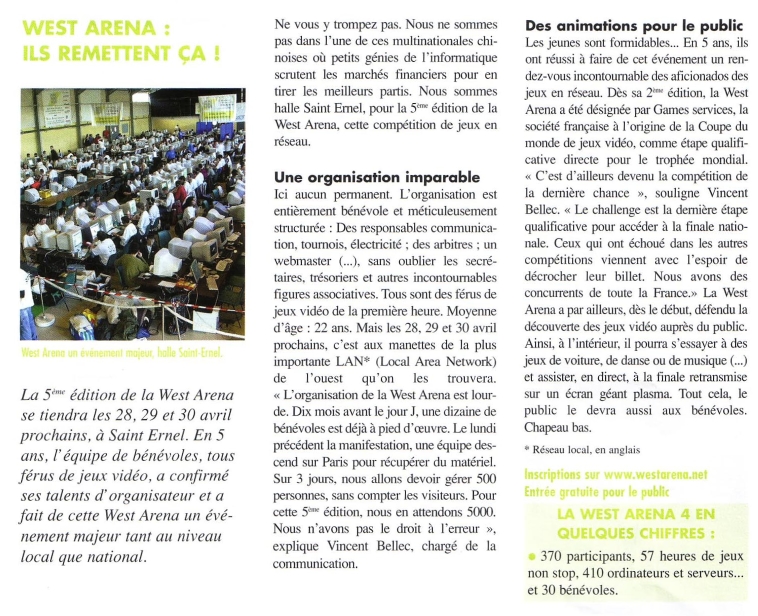 WEST ARENA :
ILS REMETTENT ÇA !
West Arena un événement majeur, halle Saint-Ernel.
La 5ème édition de la West Arena
se tiendra les 28, 29 et 30 avril
prochains, à Saint Ernel. En 5
ans, l'équipe de bénévoles, tous
férus de jeux vidéo, a confirmé
ses talents d'organisateur et a
fait de cette West Arena un évé-
nement majeur tant au niveau
local que national.
Ne vous y trompez pas. Nous ne sommes
pas dans l'une de ces multinationales chi-
noises où petits génies de l'informatique
scrutent les marchés financiers pour en
tirer les meilleurs partis. Nous sommes
halle Saint Ernel, pour la 5ème édition de la
West Arena, cette compétition de jeux en
réseau.
Une organisation imparable
Ici aucun permanent. L'organisation est
entièrement bénévole et méticuleusement
structurée : Des responsables communica-
tion, tournois, électricité ; des arbitres ; un
webmaster (...), sans oublier les secré-
taires, trésoriers et autres incontournables
figures associatives. Tous sont des férus de
jeux vidéo de la première heure. Moyenne
d'âge : 22 ans. Mais les 28, 29 et 30 avril
prochains, c'est aux manettes de la plus
importante LAN* (Local Area Network)
de l'ouest qu'on les trouvera.
« L'organisation de la West Arena est lour-
de. Dix mois avant le jour J, une dizaine de
bénévoles est déjà à pied d'œuvre. Le lundi
précédent la manifestation, une équipe des-
cend sur Paris pour récupérer du matériel.
Sur 3 jours, nous allons devoir gérer 500
personnes, sans compter les visiteurs. Pour
cette 5ème édition, nous en attendons 5000.
Nous n'avons pas le droit à l'erreur »,
explique Vincent Bellec, chargé de la
communication.
Des animations pour le public
Les jeunes sont formidables... En 5 ans, ils
ont réussi à faire de cet événement un ren-
dez-vous incontournable des aficionados des
jeux en réseau. Dès sa 2ème édition, la West
Arena a été désignée par Games services, la
société française à l'origine de la Coupe du
monde de jeux vidéo, comme étape qualifi-
cative directe pour le trophée mondial.
« C'est d'ailleurs devenu la compétition de
la dernière chance », souligne Vincent
Bellec. « Le challenge est la dernière étape
qualificative pour accéder à la finale natio-
nale. Ceux qui ont échoué dans les autres
compétitions viennent avec l'espoir de
décrocher leur billet. Nous avons des
concurrents de toute la France.» La West
Arena a par ailleurs, dès le début, défendu la
découverte des jeux vidéo auprès du public.
Ainsi, à l'intérieur, il pourra s'essayer à des
jeux de voiture, de danse ou de musique (...)
et assister, en direct, à la finale retransmise
sur un écran géant plasma. Tout cela, le
public le devra aussi aux bénévoles.
Chapeau bas.
* Réseau local, en anglais
Inscriptions sur www.westarena.net
Entrée gratuite pour le public
LA WEST ARENA 4 EN
QUELQUES CHIFFRES :
● 370 participants, 57 heures de jeux
non stop, 410 ordinateurs et serveurs...
et 30 bénévoles.